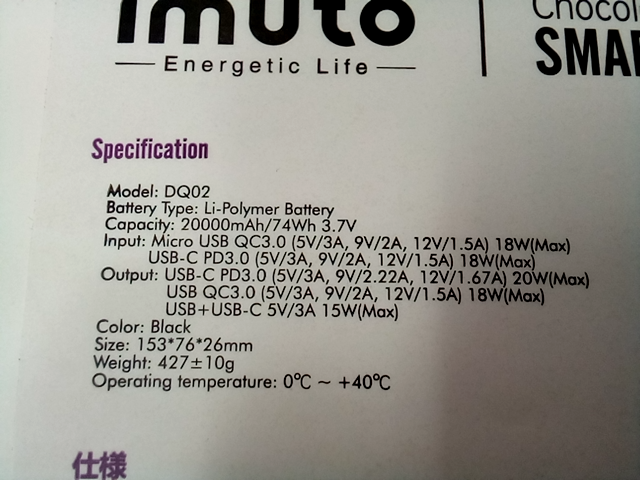 imuto
Energetic Life
SMA
Specification
Model: DQ02
Battery Type: Li-Polymer Battery
Capacity: 20000mAh/74Wh 3.7V
Input: Micro USB QC3.0 (5V/3A, 9V/2A, 12V/1.5A) 18W(Max)
USB-C PD3.0 (5V/3A, 9V/2A, 12V/1.5A) 18W(Max)
Output: USB-C PD3.0 (5V/3A, 9V/2.22A, 12V/1.67A) 20W(Max)
USB QC3.0 (5V/3A, 9V/2A, 12V/1.5A) 18W(Max)
USB+USB-C 5V/3A 15W(Max)
Color: Black
Size: 153*76*26mm
Weight: 427±10g
Operating temperature: 0℃ ~ +40℃
仕様